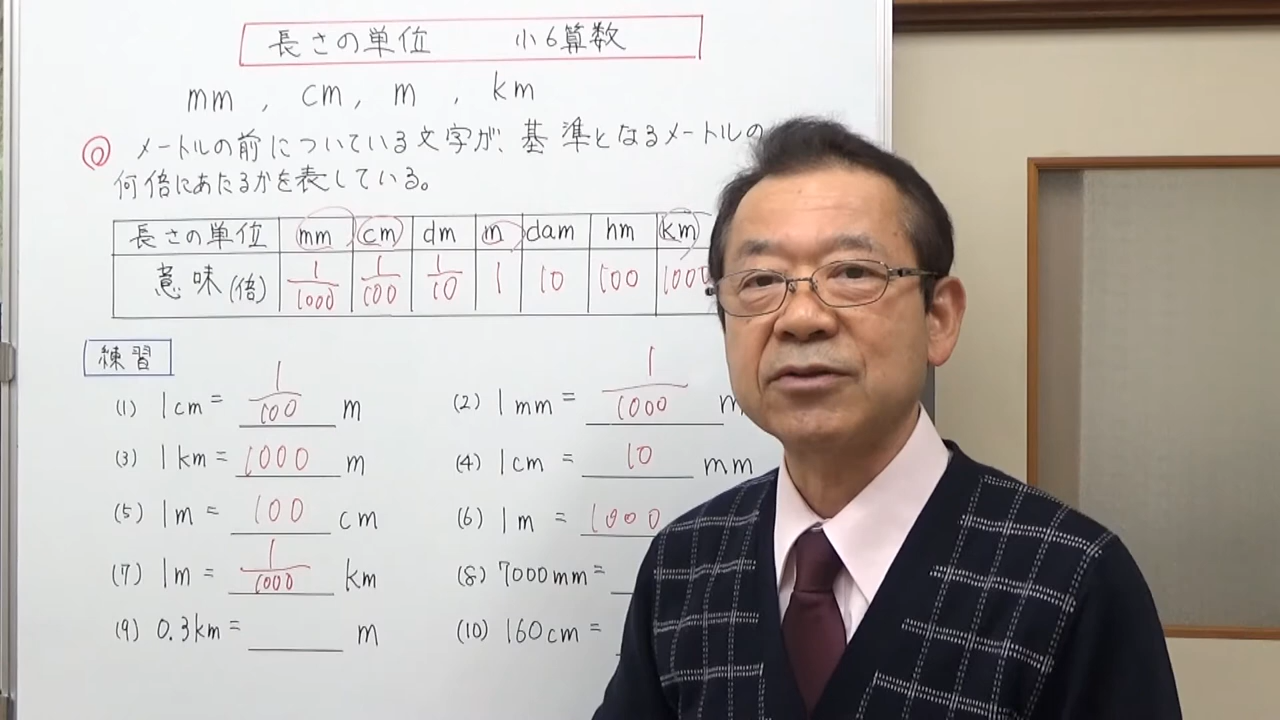 長さの単位 小6算数
mm , cm, m , km
◎ メートルの前についている文字が、基準となるメートルの
何倍にあたるかを表している。
長さの単位 mm cm dm m dam hm km
意味(倍) 1/1000 1/100 1/10 1 10 100 1000
練習
(1) 1cm = 1/100 m (2) 1mm = 1/1000 m
(3) 1km = 1000 m (4) 1cm = 10 mm
(5) 1m = 100 cm (6) 1m = 1000
(7) 1m = 1/1000 km (8) 7000mm =
(9) 0.3km = m (10) 160cm =